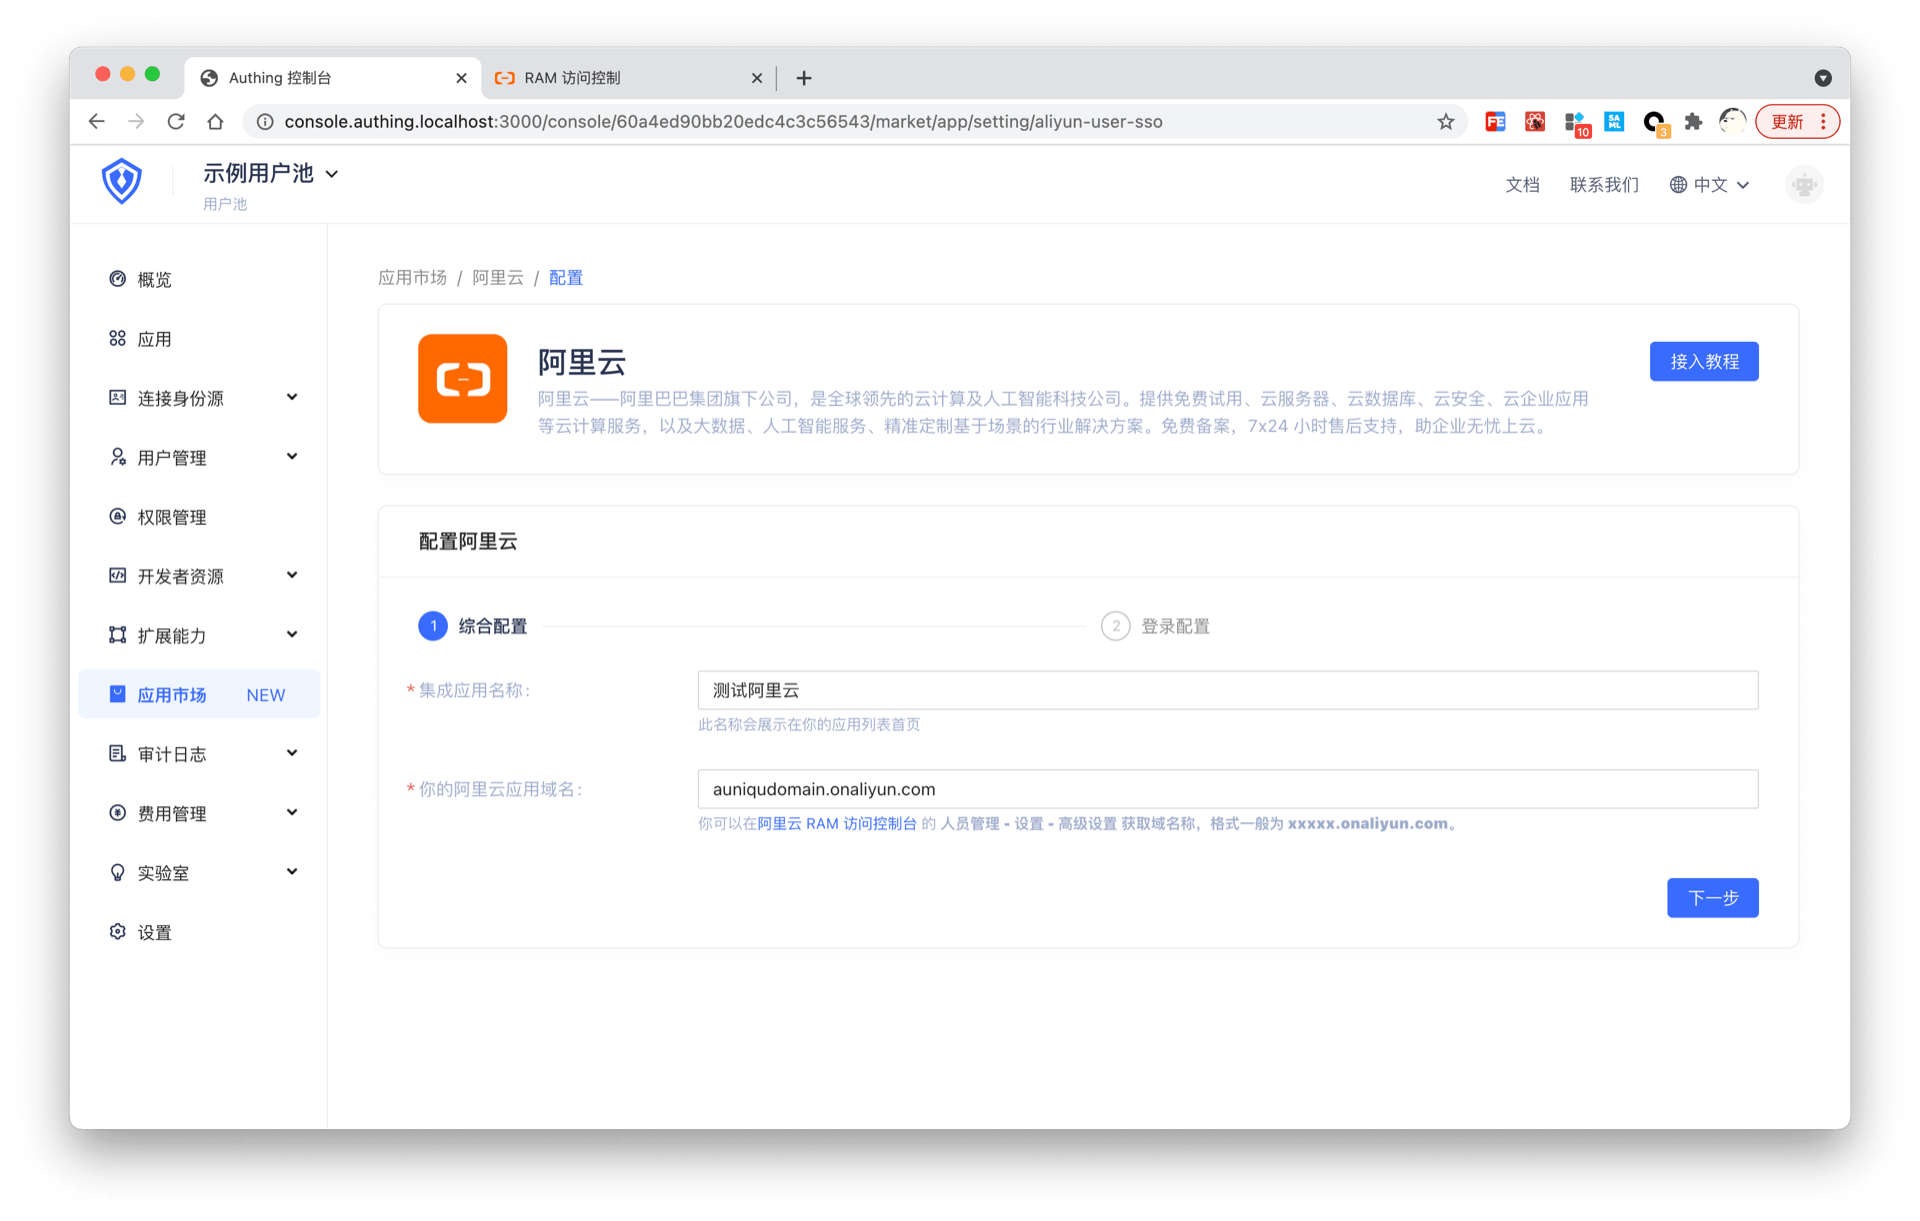 Authing 控制台
RAM 访问控制
console.authing.localhost:3000/console/60a4ed90bb20edc4c3c56543/market/app/setting/aliyun-user-sso
FE
10
SA
ML
3
更新
示例用户池
用户池
文档
联系我们
中文
概览
应用
连接身份源
用户管理
权限管理
开发者资源
扩展能力
应用市场 NEW
审计日志
费用管理
实验室
设置
应用市场 / 阿里云 / 配置
阿里云
接入教程
阿里云——阿里巴巴集团旗下公司，是全球领先的云计算及人工智能科技公司。提供免费试用、云服务器、云数据库、云安全、云企业应用
等云计算服务，以及大数据、人工智能服务、精准定制基于场景的行业解决方案。免费备案，7x24 小时售后支持，助企业无忧上云。
配置阿里云
1 综合配置
2 登录配置
* 集成应用名称:
测试阿里云
此名称会展示在你的应用列表首页
* 你的阿里云应用域名:
auniqudomain.onaliyun.com
你可以在阿里云 RAM 访问控制台 的 人员管理 - 设置 - 高级设置 获取域名称，格式一般为 xxxxx.onaliyun.com。
下一步